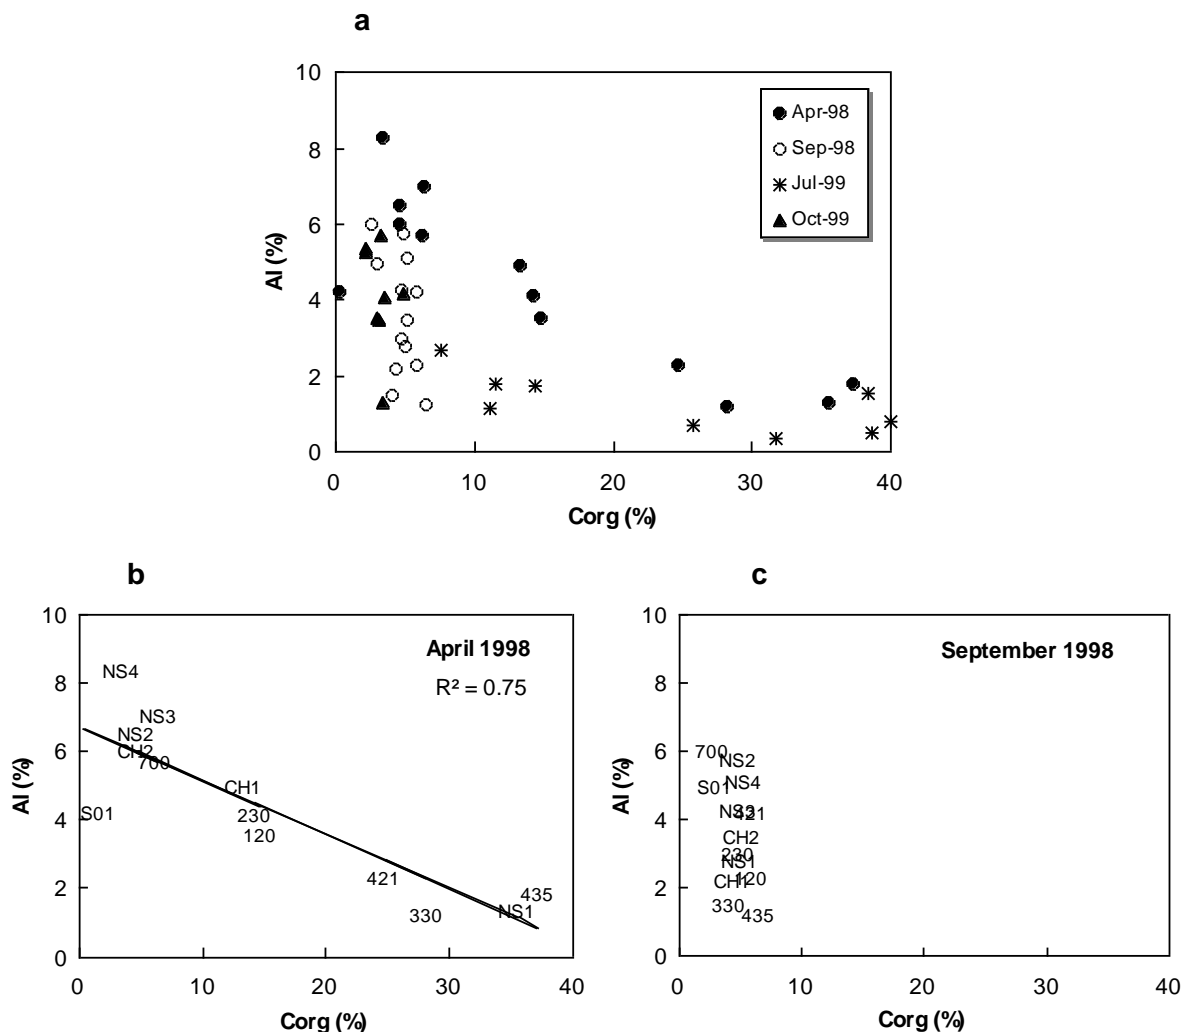 a
10
8
6
4
2
0
Al (%)
0 10 20 30 40
Corg (%)
Apr-98
Sep-98
Jul-99
Oct-99
b
10
8
6
4
2
0
Al (%)
0 10 20 30 40
Corg (%)
April 1998
R² = 0.75
NS4
NS3
NS2
CH2
700
S01
CH1
230
120
421
435
NS1
330
c
10
8
6
4
2
0
Al (%)
0 10 20 30 40
Corg (%)
September 1998
700
NS2
S01
NS4
NS3
421
CH2
230
NS1
CH1
120
330
435